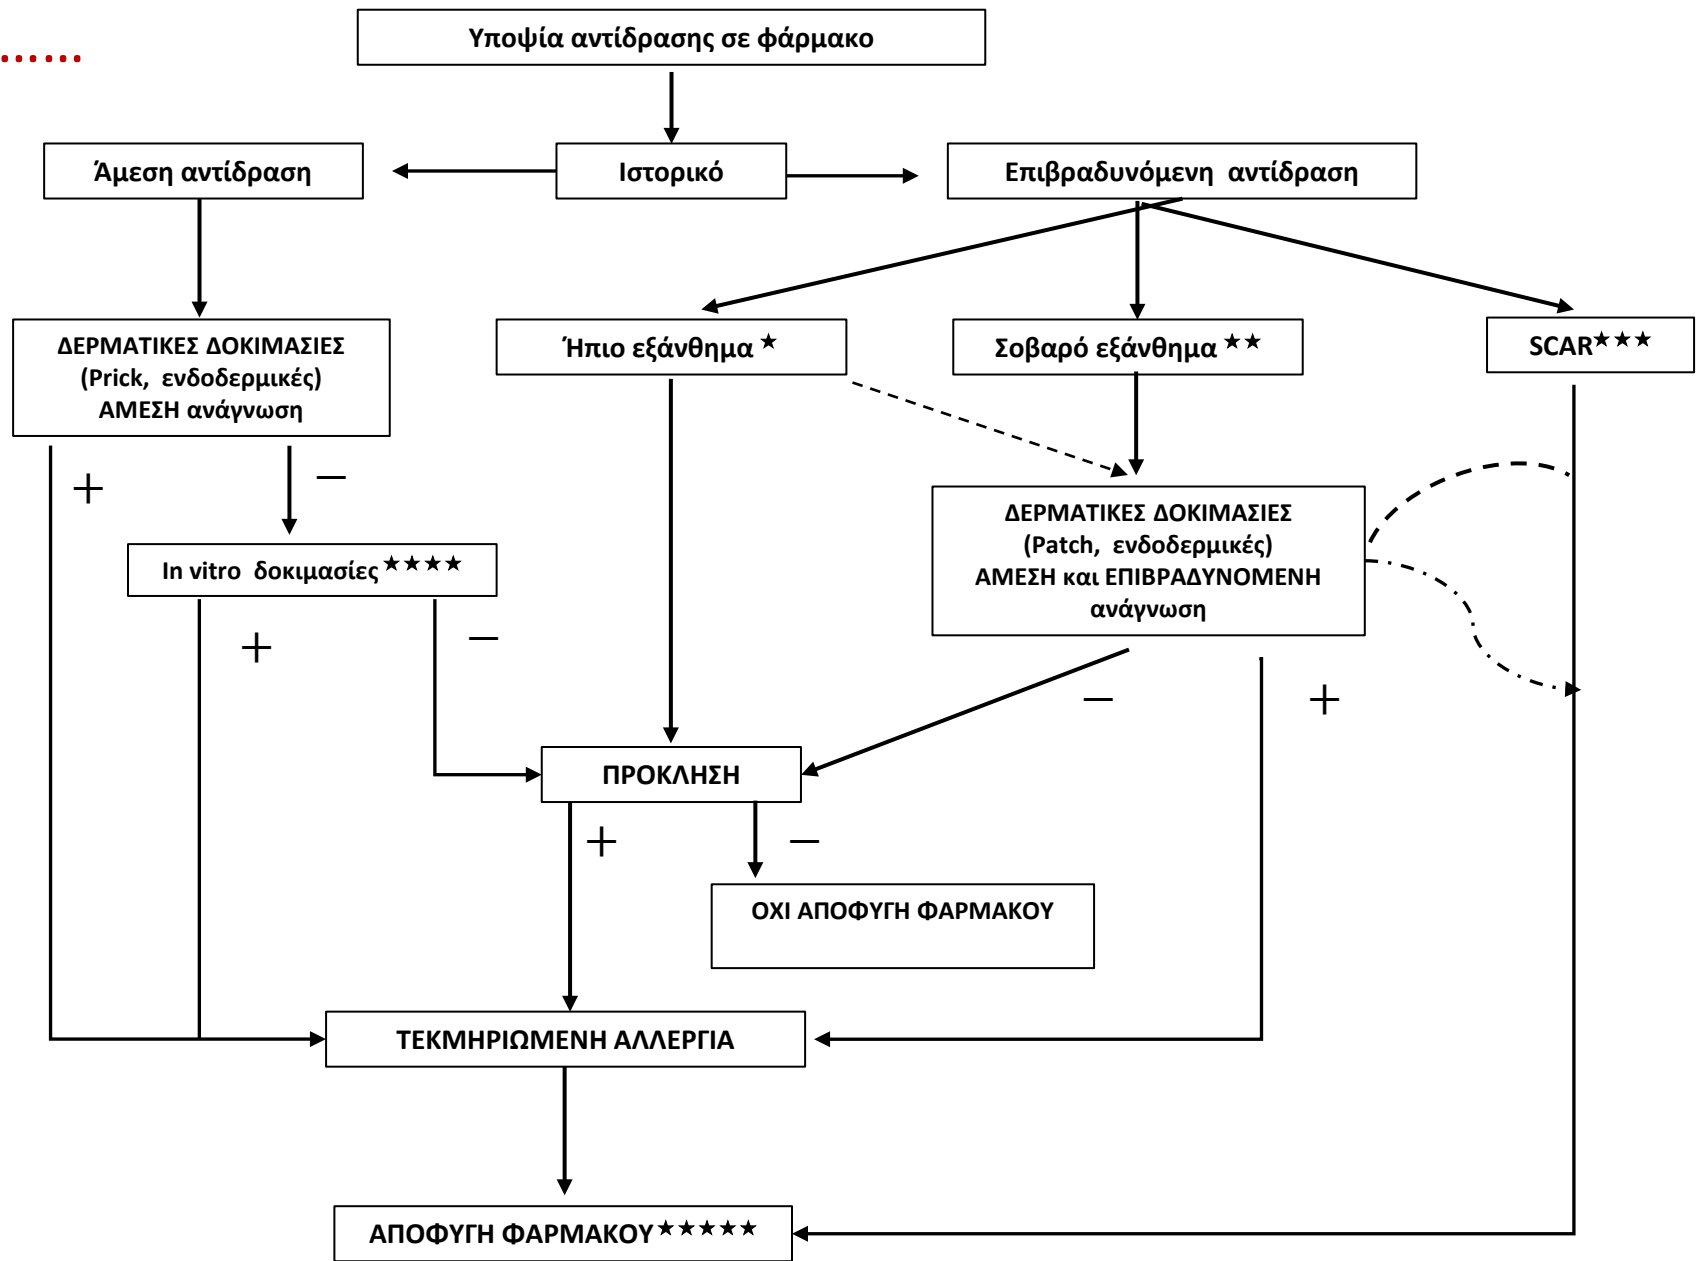 ......
Υποψία αντίδρασης σε φάρμακο
Άμεση αντίδραση
Ιστορικό
Επιβραδυνόμενη αντίδραση
ΔΕΡΜΑΤΙΚΕΣ ΔΟΚΙΜΑΣΙΕΣ
(Prick, ενδοδερμικές)
ΑΜΕΣΗ ανάγνωση
Ήπιο εξάνθημα ★
Σοβαρό εξάνθημα ★★
SCAR★★★
+
−
In vitro δοκιμασίες ★★★★
ΔΕΡΜΑΤΙΚΕΣ ΔΟΚΙΜΑΣΙΕΣ
(Patch, ενδοδερμικές)
ΑΜΕΣΗ και ΕΠΙΒΡΑΔΥΝΟΜΕΝΗ
ανάγνωση
+
−
−
+
ΠΡΟΚΛΗΣΗ
+
−
ΟΧΙ ΑΠΟΦΥΓΗ ΦΑΡΜΑΚΟΥ
ΤΕΚΜΗΡΙΩΜΕΝΗ ΑΛΛΕΡΓΙΑ
ΑΠΟΦΥΓΗ ΦΑΡΜΑΚΟΥ★★★★★